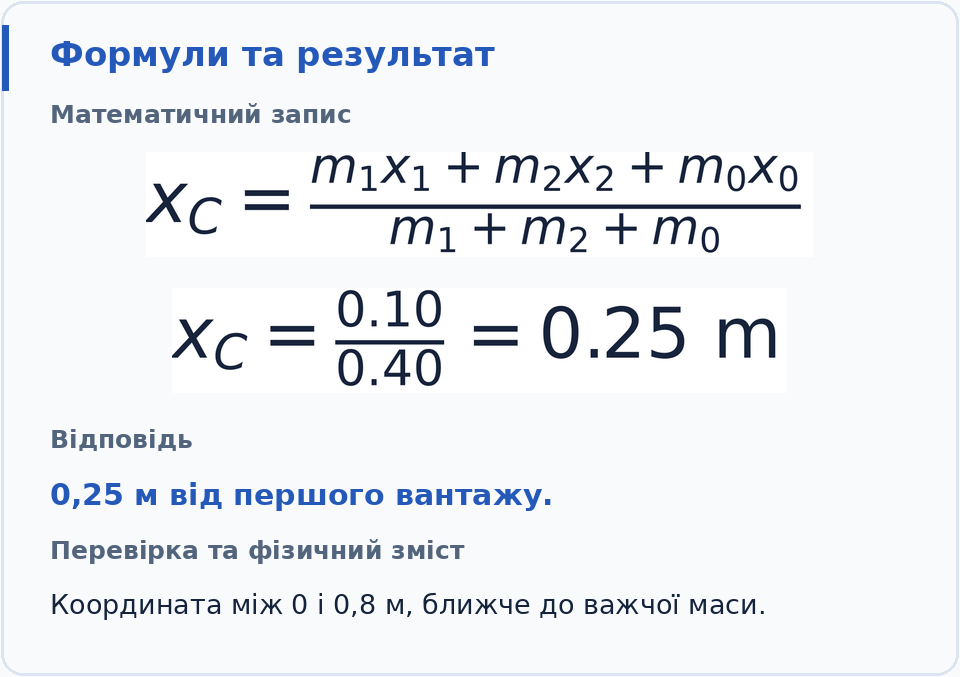 Формули та результат
Математичний запис
x_C = \frac{m_1x_1 + m_2x_2 + m_0x_0}{m_1 + m_2 + m_0}
x_C = \frac{0.10}{0.40} = 0.25 m
Відповідь
0,25 м від першого вантажу.
Перевірка та фізичний зміст
Координата між 0 і 0,8 м, ближче до важчої маси.